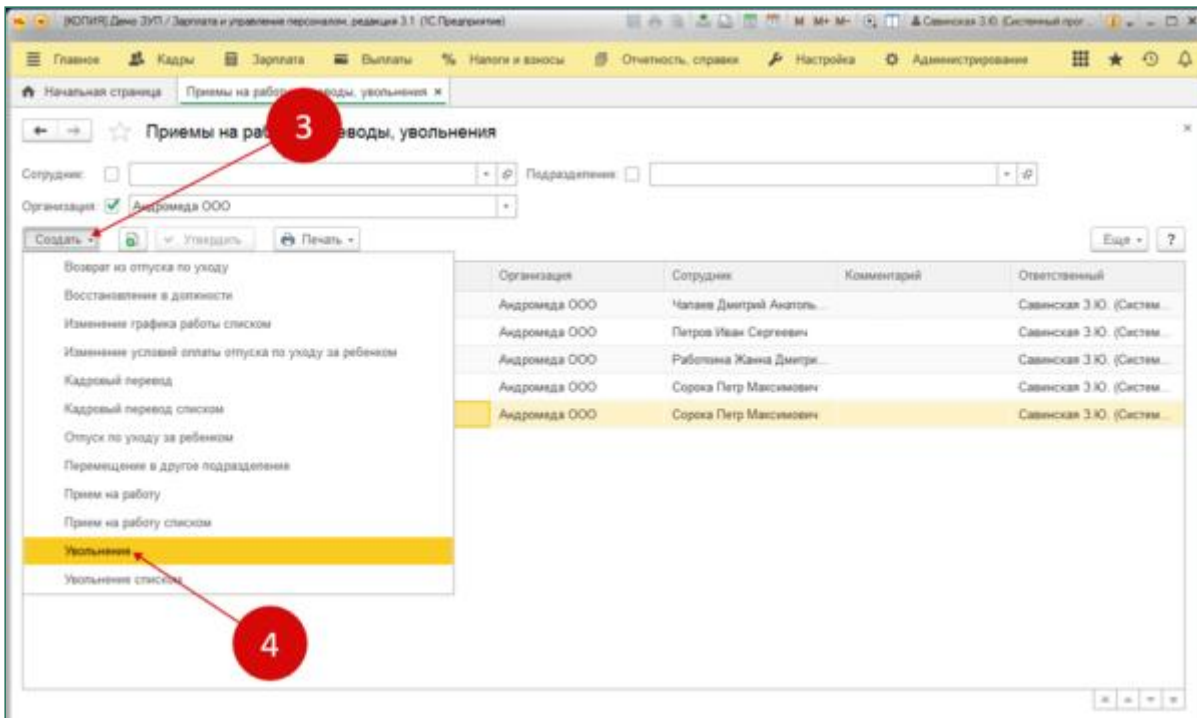 [КОПИЯ] Демо ЗУП / Зарплата и управление персоналом, редакция 3.1 (1С:Предприятие) M M+ M- Савинская З.Ю. (Системный прог...
Главное Кадры Зарплата Выплаты % Налоги и взносы Отчетность, справки Настройка Администрирование
Начальная страница Приемы на работу, переводы, увольнения ×
Приемы на раб 3 еводы, увольнения
Сотрудник: Подразделение:
Организация: Андромеда ООО
Создать Утвердить Печать Еще ?
Возврат из отпуска по уходу Организация Сотрудник Комментарий Ответственный
Восстановление в должности Андромеда ООО Чапаев Дмитрий Анатоль... Савинская З.Ю. (Систем...
Изменение графика работы списком Андромеда ООО Петров Иван Сергеевич Савинская З.Ю. (Систем...
Изменение условий оплаты отпуска по уходу за ребенком Андромеда ООО Работкина Жанна Дмитри... Савинская З.Ю. (Систем...
Кадровый перевод Андромеда ООО Сорока Петр Максимович Савинская З.Ю. (Систем...
Кадровый перевод списком Андромеда ООО Сорока Петр Максимович Савинская З.Ю. (Систем...
Отпуск по уходу за ребенком
Перемещение в другое подразделение
Прием на работу
Прием на работу списком
Увольнение
Увольнение списком
4